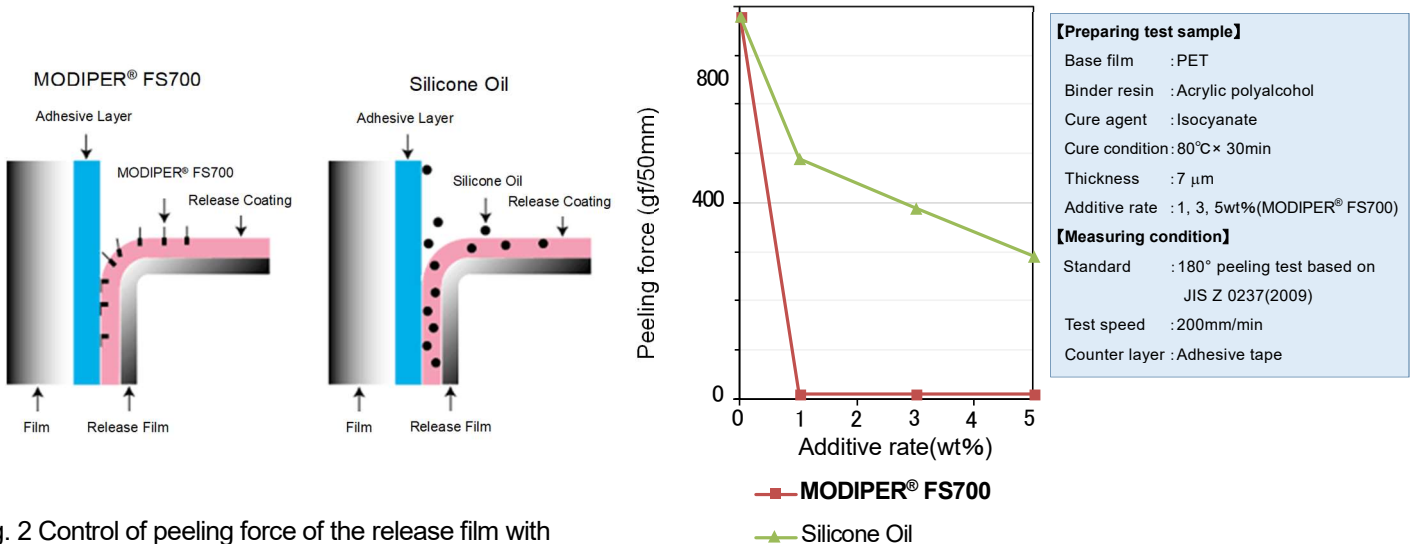 MODIPER® FS700
Adhesive Layer
MODIPER® FS700
Release Coating
Film
Release Film
Silicone Oil
Adhesive Layer
Silicone Oil
Release Coating
Film
Release Film
Peeling force (gf/50mm)
800
400
0
0 1 2 3 4 5
Additive rate(wt%)
MODIPER® FS700
Silicone Oil
【Preparing test sample】
Base film :PET
Binder resin :Acrylic polyalcohol
Cure agent :Isocyanate
Cure condition:80℃× 30min
Thickness :7 μm
Additive rate :1, 3, 5wt%(MODIPER® FS700)
【Measuring condition】
Standard :180° peeling test based on
JIS Z 0237(2009)
Test speed :200mm/min
Counter layer :Adhesive tape
g. 2 Control of peeling force of the release film with